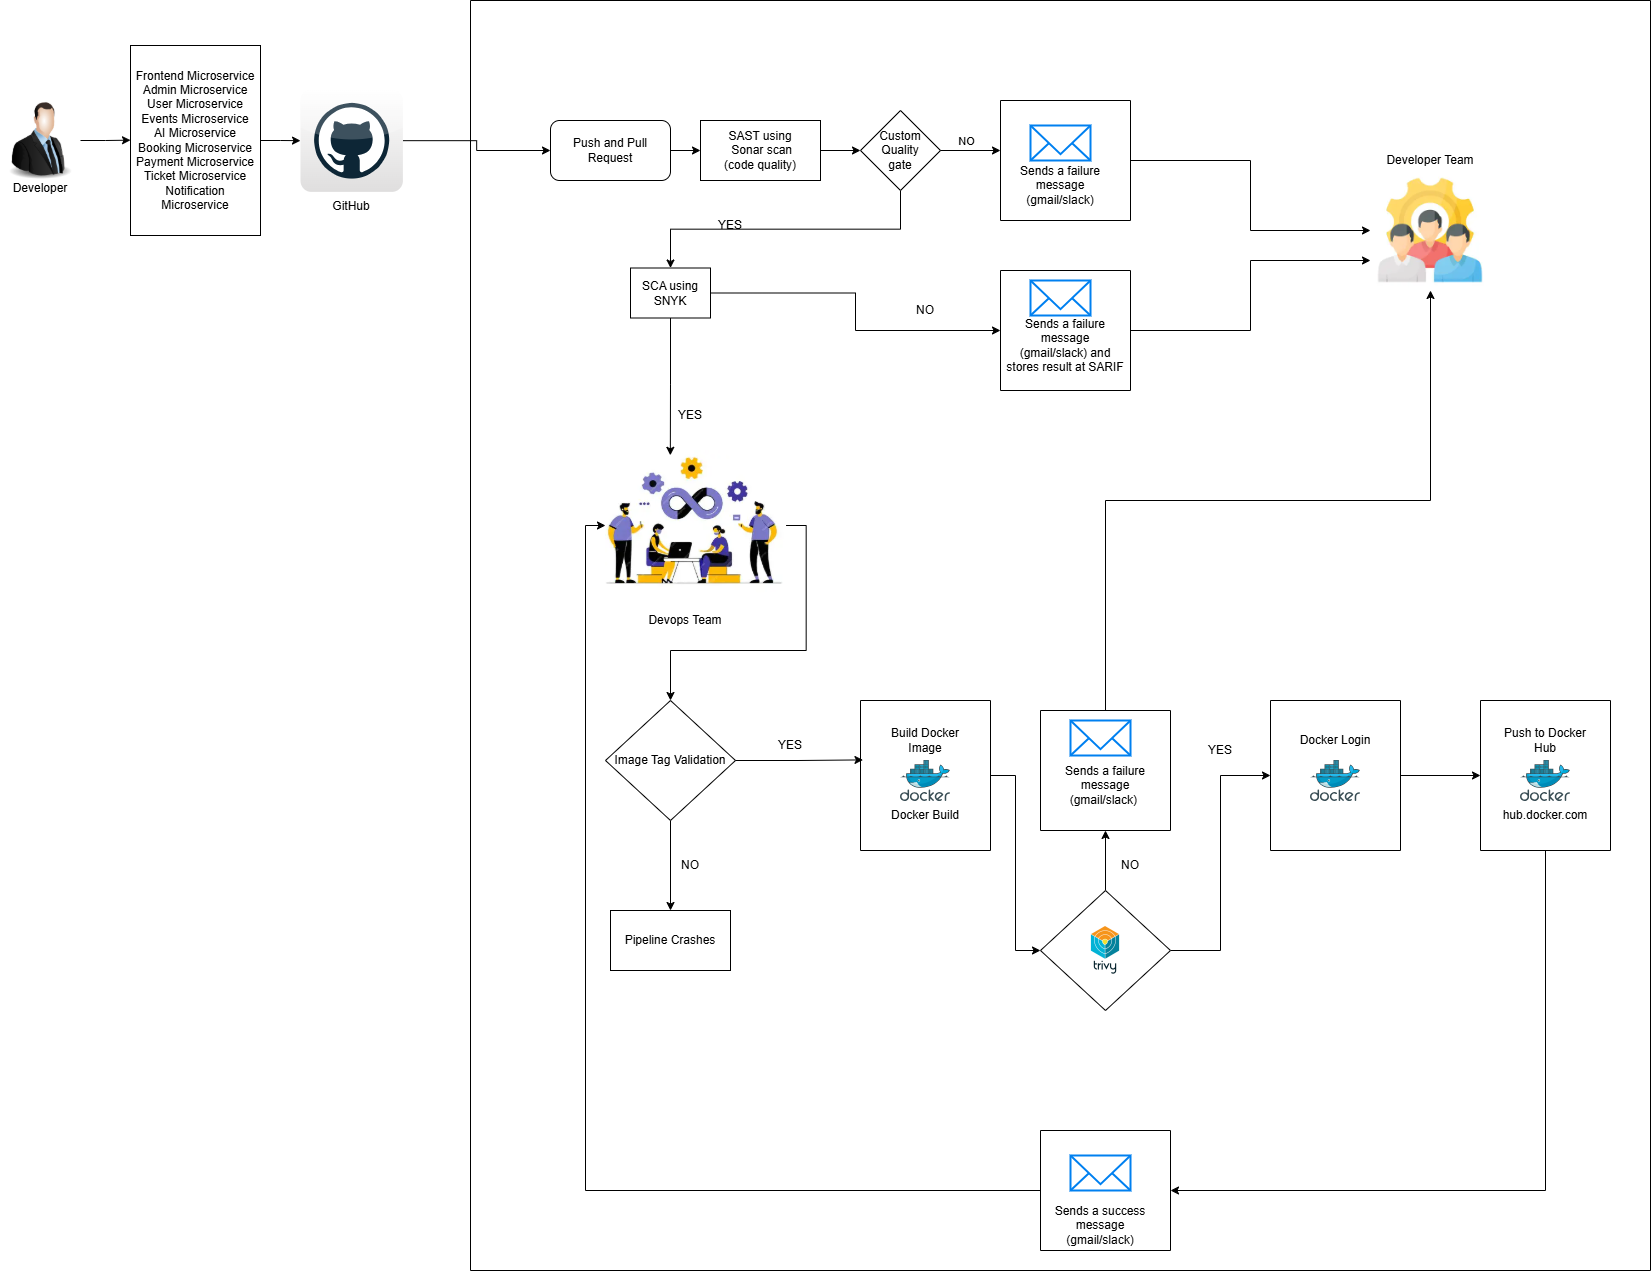 Frontend Microservice
Admin Microservice
User Microservice
Events Microservice
AI Microservice
Booking Microservice
Payment Microservice
Ticket Microservice
Notification
Microservice
Developer
GitHub
Push and Pull
Request
SAST using
Sonar scan
(code quality)
Custom
Quality
gate
NO
Sends a failure
message
(gmail/slack)
Developer Team
YES
SCA using
SNYK
NO
Sends a failure
message
(gmail/slack) and
stores result at SARIF
YES
Devops Team
Image Tag Validation
YES
NO
Pipeline Crashes
Build Docker
Image
docker
Docker Build
Sends a failure
message
(gmail/slack)
NO
trivy
YES
Docker Login
docker
Push to Docker
Hub
docker
hub.docker.com
Sends a success
message
(gmail/slack)